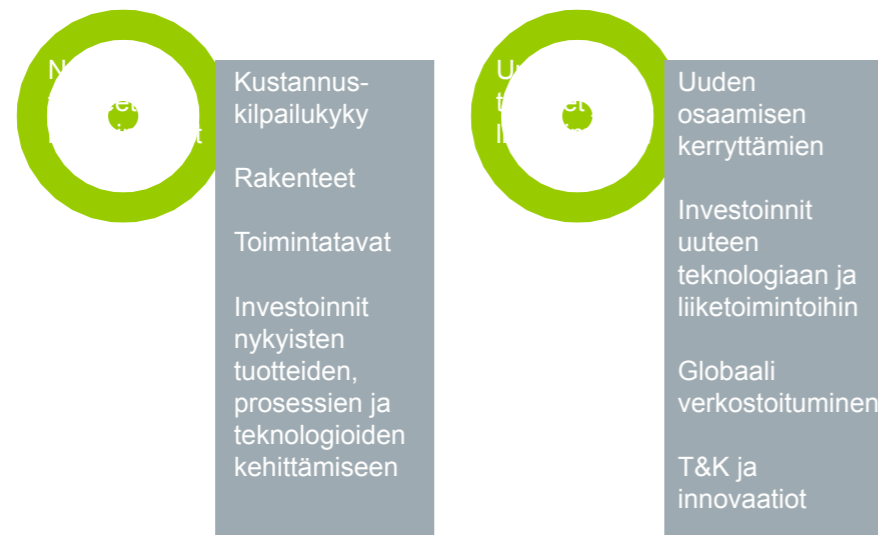 Kustannus-
kilpailukyky
Rakenteet
Toimintatavat
Investoinnit
nykyisten
tuotteiden,
prosessien ja
teknologioiden
kehittämiseen
Uuden
osaamisen
kerryttämien
Investoinnit
uuteen
teknologiaan ja
liiketoimintoihin
Globaali
verkostoituminen
T&K ja
innovaatiot